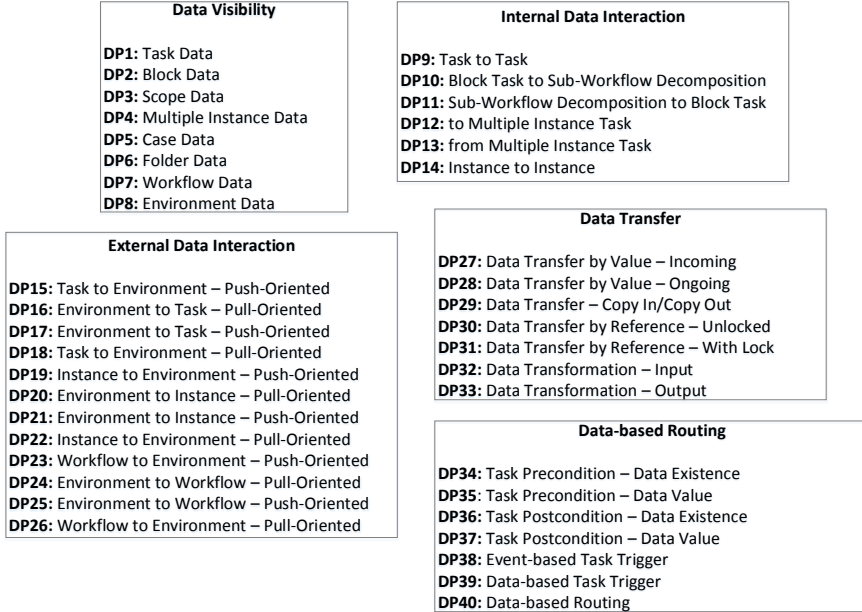 Data Visibility
DP1: Task Data
DP2: Block Data
DP3: Scope Data
DP4: Multiple Instance Data
DP5: Case Data
DP6: Folder Data
DP7: Workflow Data
DP8: Environment Data
Internal Data Interaction
DP9: Task to Task
DP10: Block Task to Sub-Workflow Decomposition
DP11: Sub-Workflow Decomposition to Block Task
DP12: to Multiple Instance Task
DP13: from Multiple Instance Task
DP14: Instance to Instance
External Data Interaction
DP15: Task to Environment – Push-Oriented
DP16: Environment to Task – Pull-Oriented
DP17: Environment to Task – Push-Oriented
DP18: Task to Environment – Pull-Oriented
DP19: Instance to Environment – Push-Oriented
DP20: Environment to Instance – Pull-Oriented
DP21: Environment to Instance – Push-Oriented
DP22: Instance to Environment – Pull-Oriented
DP23: Workflow to Environment – Push-Oriented
DP24: Environment to Workflow – Pull-Oriented
DP25: Environment to Workflow – Push-Oriented
DP26: Workflow to Environment – Pull-Oriented
Data Transfer
DP27: Data Transfer by Value – Incoming
DP28: Data Transfer by Value – Ongoing
DP29: Data Transfer – Copy In/Copy Out
DP30: Data Transfer by Reference – Unlocked
DP31: Data Transfer by Reference – With Lock
DP32: Data Transformation – Input
DP33: Data Transformation – Output
Data-based Routing
DP34: Task Precondition – Data Existence
DP35: Task Precondition – Data Value
DP36: Task Postcondition – Data Existence
DP37: Task Postcondition – Data Value
DP38: Event-based Task Trigger
DP39: Data-based Task Trigger
DP40: Data-based Routing